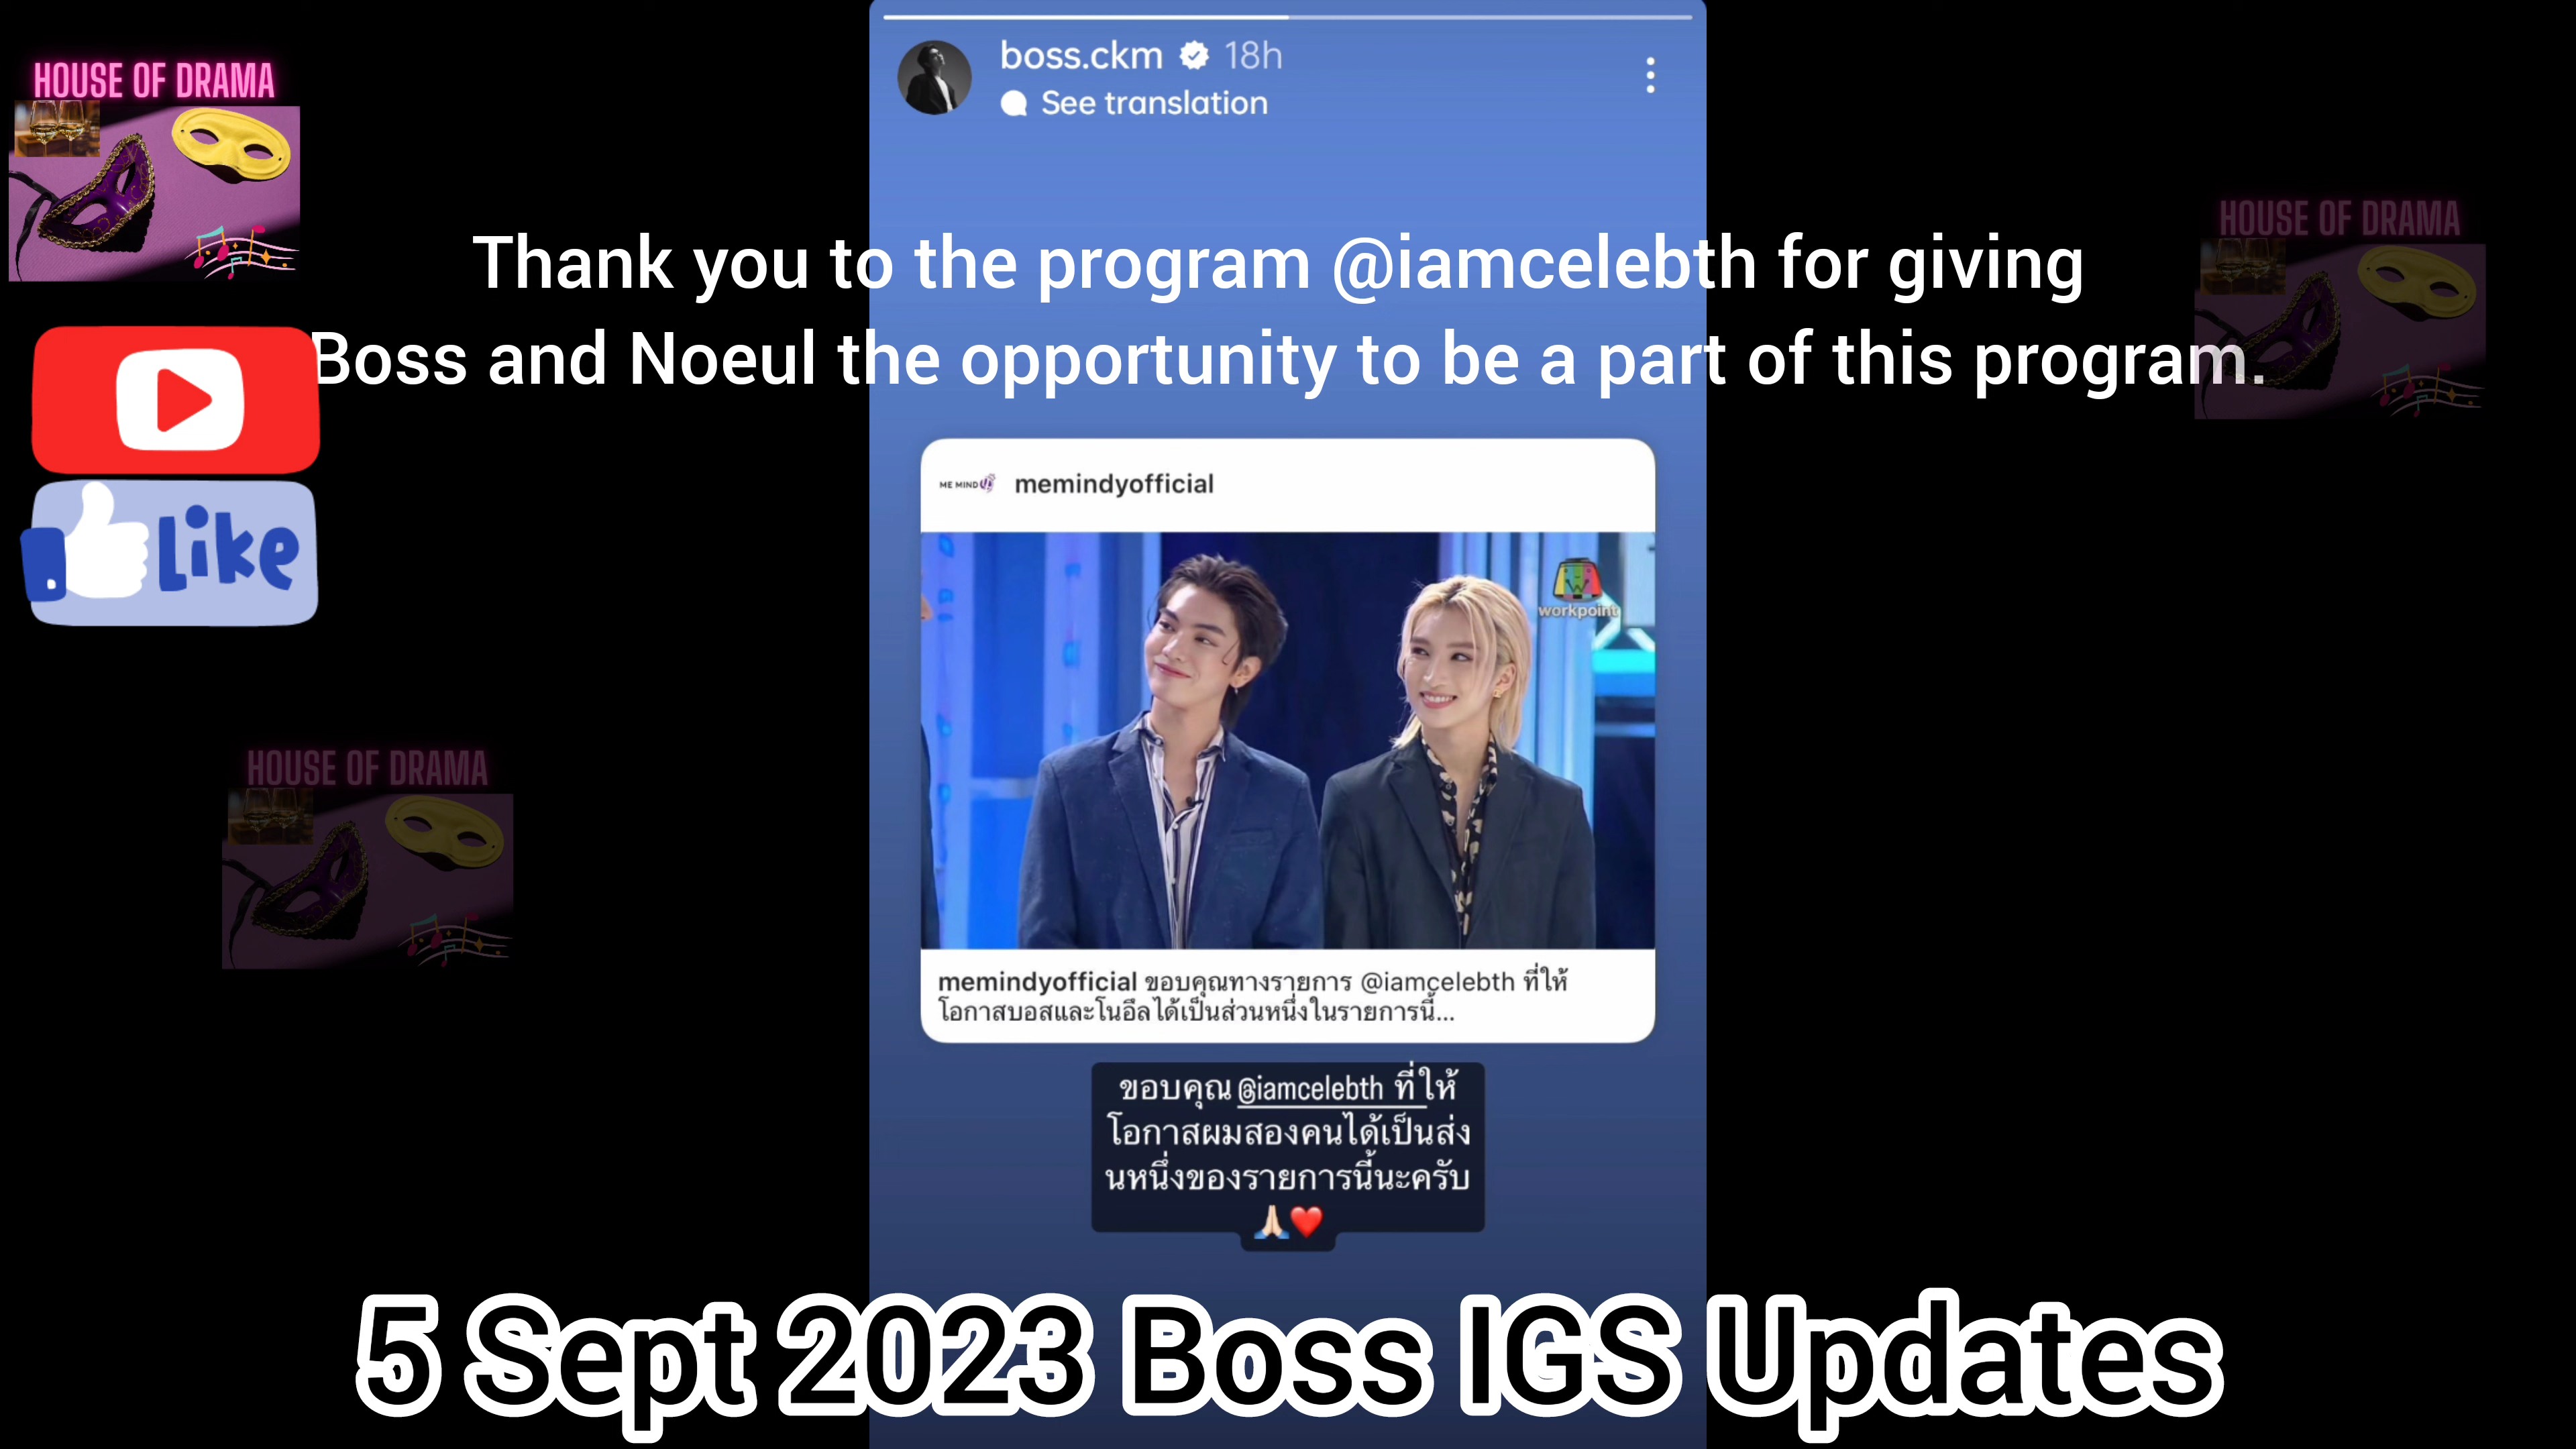 HOUSE OF DRAMA
boss.ckm 18h
See translation
HOUSE OF DRAMA
Thank you to the program @iamcelebth for giving
Boss and Noeul the opportunity to be a part of this program.
Like
ME MIND Y memindyofficial
workpoint
HOUSE OF DRAMA
memindyofficial ขอบคุณทางรายการ @iamcelebth ที่ให้
โอกาสบอสและโนอึลได้เป็นส่วนหนึ่งในรายการนี้...
ขอบคุณ @iamcelebth ที่ให้
โอกาสผมสองคนได้เป็นส่ง
นหนึ่งของรายการนี้นะครับ
🙏🏻❤️
5 Sept 2023 Boss IGS Updates